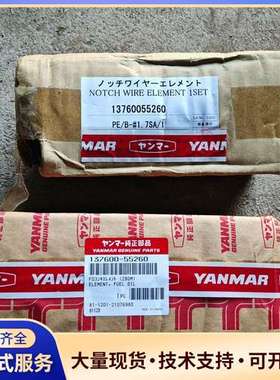 ノッチワイヤーエレメント
NOTCH WIRE ELEMENT 1SET
13760055260
PE/B-#1.7SA/1
YANMAR
ヤンマー
YANMAR
ヤンマー純正部品
YANMAR
GENUINE PARTS
137600-55260
ELEMENT, FUEL OIL
1PC
YANMAR
齐全
式服务
大量现货·技术支持·可开